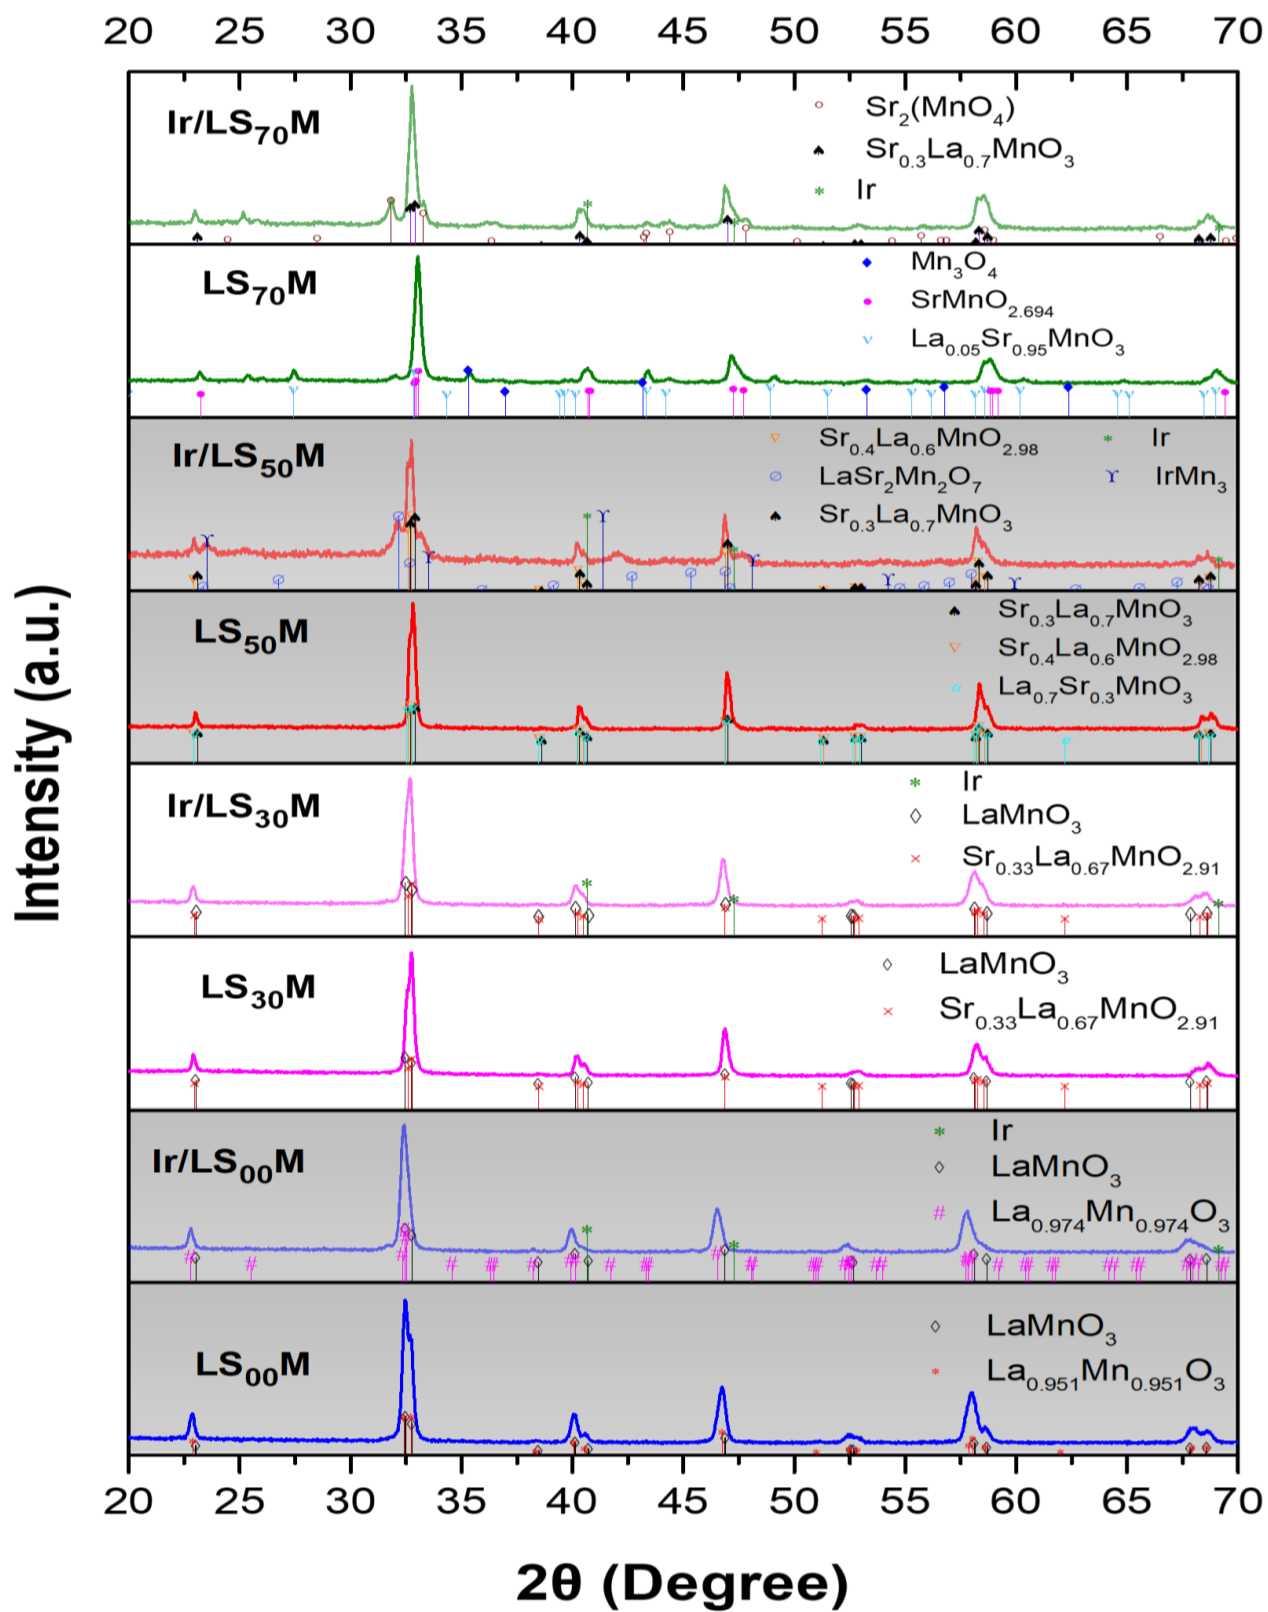 20 25 30 35 40 45 50 55 60 65 70
Ir/LS₇₀M
Sr₂(MnO₄)
Sr₀.₃La₀.₇MnO₃
Ir
LS₇₀M
Mn₃O₄
SrMnO₂.₆₉₄
La₀.₀₅Sr₀.₉₅MnO₃
Ir/LS₅₀M
Sr₀.₄La₀.₆MnO₂.₉₈ Ir
LaSr₂Mn₂O₇ IrMn₃
Sr₀.₃La₀.₇MnO₃
LS₅₀M
Sr₀.₃La₀.₇MnO₃
Sr₀.₄La₀.₆MnO₂.₉₈
La₀.₇Sr₀.₃MnO₃
Ir/LS₃₀M
Ir
LaMnO₃
Sr₀.₃₃La₀.₆₇MnO₂.₉₁
LS₃₀M
LaMnO₃
Sr₀.₃₃La₀.₆₇MnO₂.₉₁
Ir/LS₀₀M
Ir
LaMnO₃
La₀.₉₇₄Mn₀.₉₇₄O₃
LS₀₀M
LaMnO₃
La₀.₉₅₁Mn₀.₉₅₁O₃
20 25 30 35 40 45 50 55 60 65 70
2θ (Degree)
Intensity (a.u.)